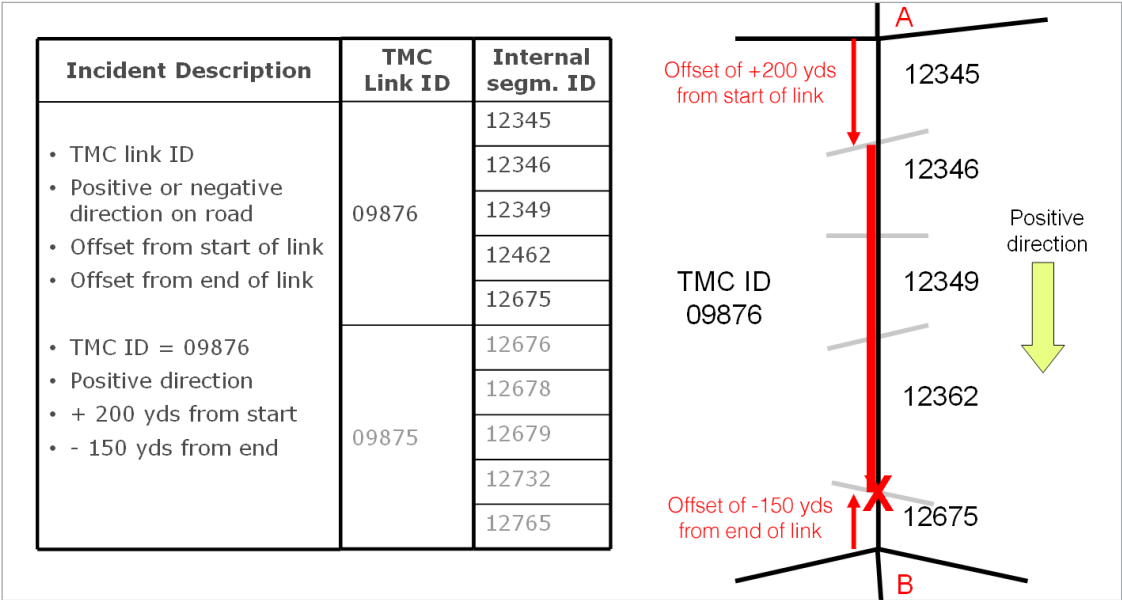 Incident Description
TMC
Link ID
Internal
segm. ID
• TMC link ID
• Positive or negative
direction on road
• Offset from start of link
• Offset from end of link
• TMC ID = 09876
• Positive direction
• + 200 yds from start
• - 150 yds from end
09876
09875
12345
12346
12349
12462
12675
12676
12678
12679
12732
12765
A
Offset of +200 yds
from start of link
12345
12346
Positive
direction
TMC ID
09876
12349
12362
Offset of -150 yds
from end of link
X
12675
B